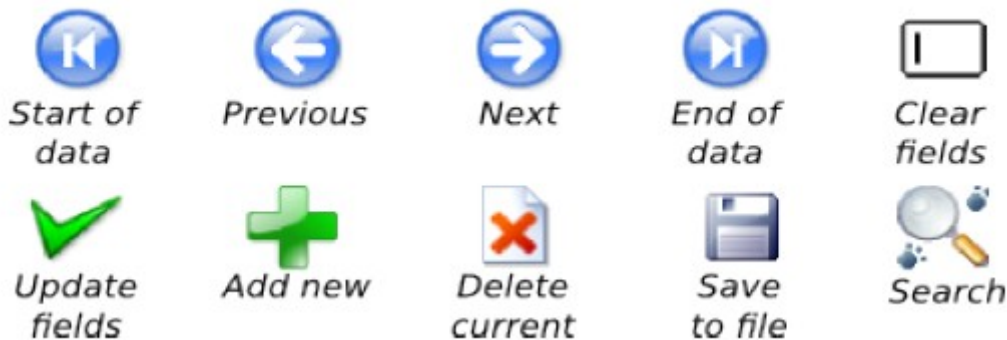 Start of
data
Previous
Next
End of
data
Clear
fields
Update
fields
Add new
Delete
current
Save
to file
Search